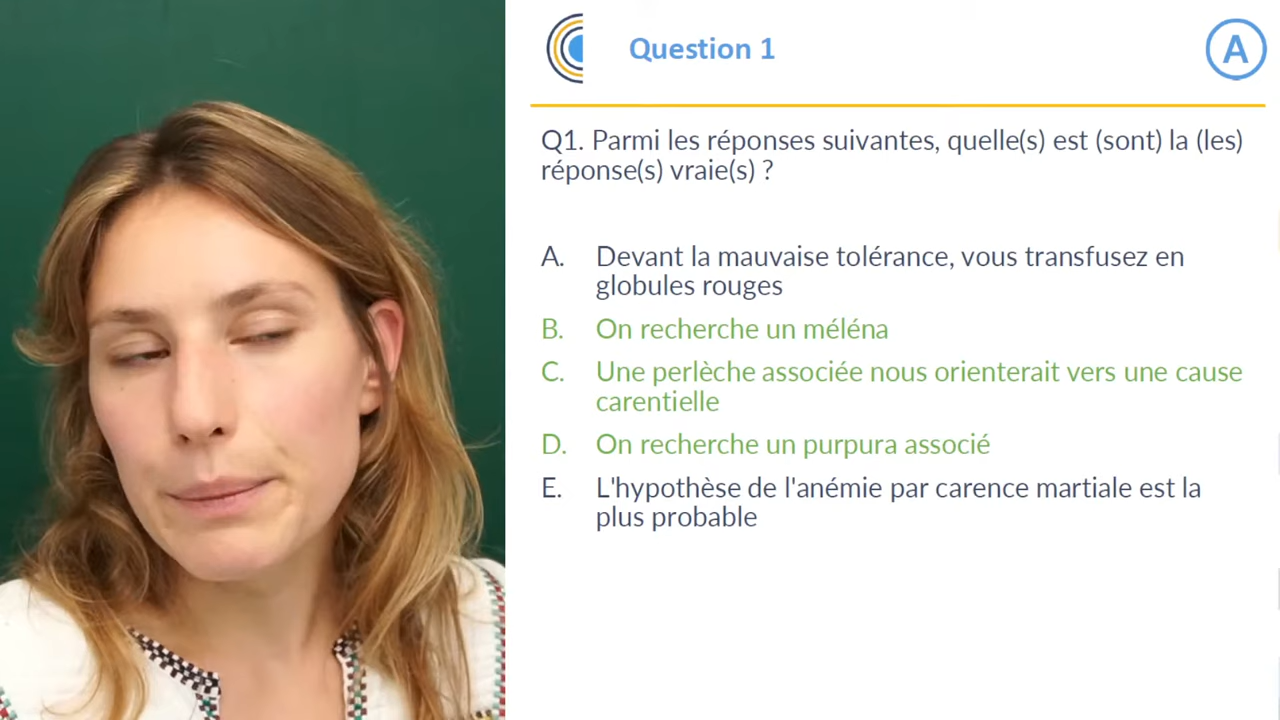 Question 1
A
Q1. Parmi les réponses suivantes, quelle(s) est (sont) la (les)
réponse(s) vraie(s) ?
A. Devant la mauvaise tolérance, vous transfusez en
globules rouges
B. On recherche un méléna
C. Une perlèche associée nous orienterait vers une cause
carentielle
D. On recherche un purpura associé
E. L'hypothèse de l'anémie par carence martiale est la
plus probable